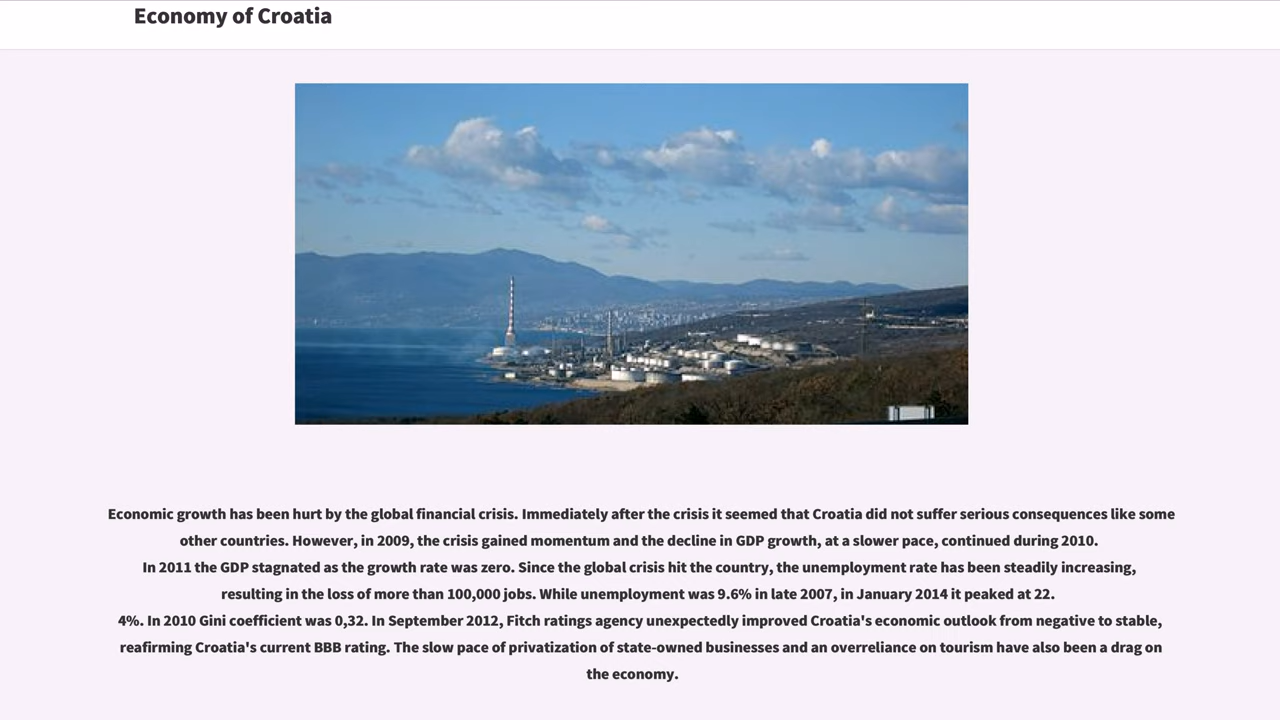 Economy of Croatia
Economic growth has been hurt by the global financial crisis. Immediately after the crisis it seemed that Croatia did not suffer serious consequences like some
other countries. However, in 2009, the crisis gained momentum and the decline in GDP growth, at a slower pace, continued during 2010.
In 2011 the GDP stagnated as the growth rate was zero. Since the global crisis hit the country, the unemployment rate has been steadily increasing,
resulting in the loss of more than 100,000 jobs. While unemployment was 9.6% in late 2007, in January 2014 it peaked at 22.
4%. In 2010 Gini coefficient was 0,32. In September 2012, Fitch ratings agency unexpectedly improved Croatia's economic outlook from negative to stable,
reafirming Croatia's current BBB rating. The slow pace of privatization of state-owned businesses and an overreliance on tourism have also been a drag on
the economy.